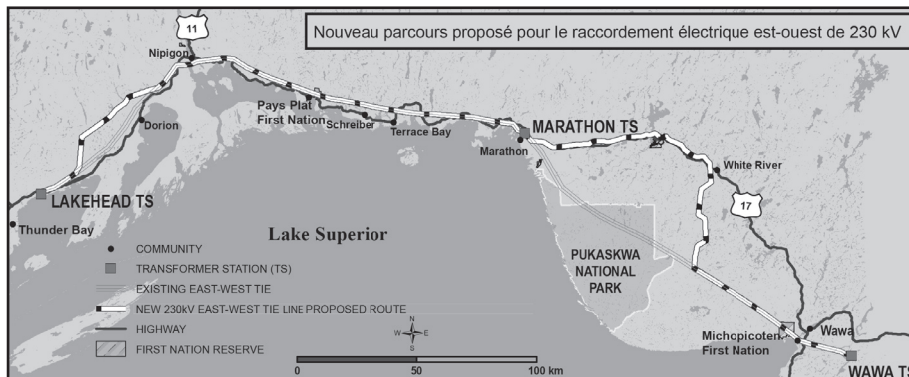 Nouveau parcours proposé pour le raccordement électrique est-ouest de 230 kV
11
Nipigon
Dorion
Pays Plat
First Nation
Schreiber
Terrace Bay
MARATHON TS
Marathon
White River
17
LAKEHEAD TS
Thunder Bay
Lake Superior
PUKASKWA
NATIONAL
PARK
COMMUNITY
TRANSFORMER STATION (TS)
EXISTING EAST-WEST TIE
NEW 230kV EAST-WEST TIE LINE PROPOSED ROUTE
HIGHWAY
FIRST NATION RESERVE
N
W E
S
0 50 100 km
Michcpicoten
First Nation
Wawa
WAWA TS